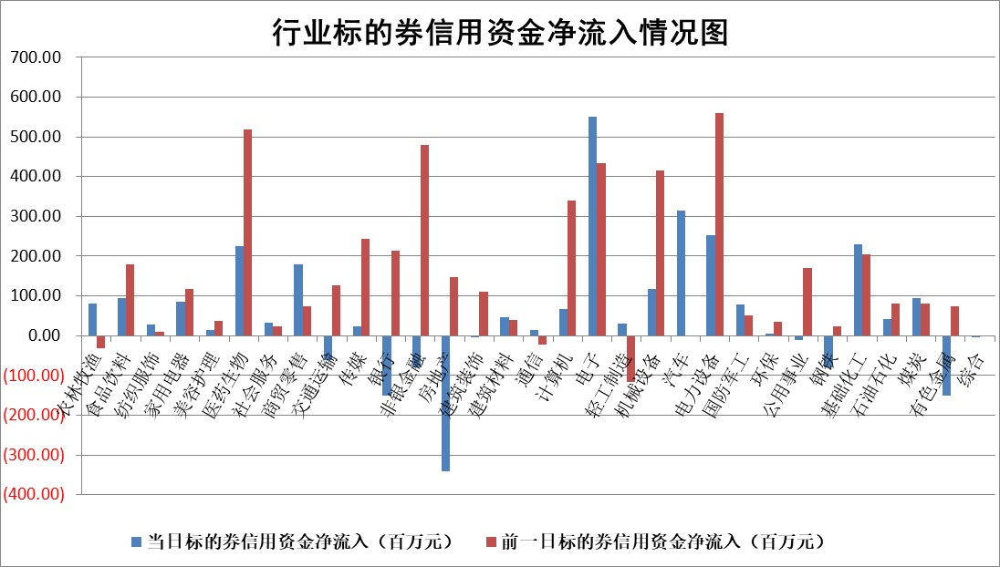 行业标的券信用资金净流入情况图
700.00
600.00
500.00
400.00
300.00
200.00
100.00
0.00
(100.00)
(200.00)
(300.00)
(400.00)
农林牧渔
食品饮料
纺织服饰
家用电器
美容护理
医药生物
社会服务
商贸零售
交通运输
传媒
银行
非银金融
房地产
建筑装饰
建筑材料
通信
计算机
电子
轻工制造
机械设备
汽车
电力设备
国防军工
环保
公用事业
钢铁
基础化工
石油石化
煤炭
有色金属
综合
当日标的券信用资金净流入（百万元）
前一日标的券信用资金净流入（百万元）